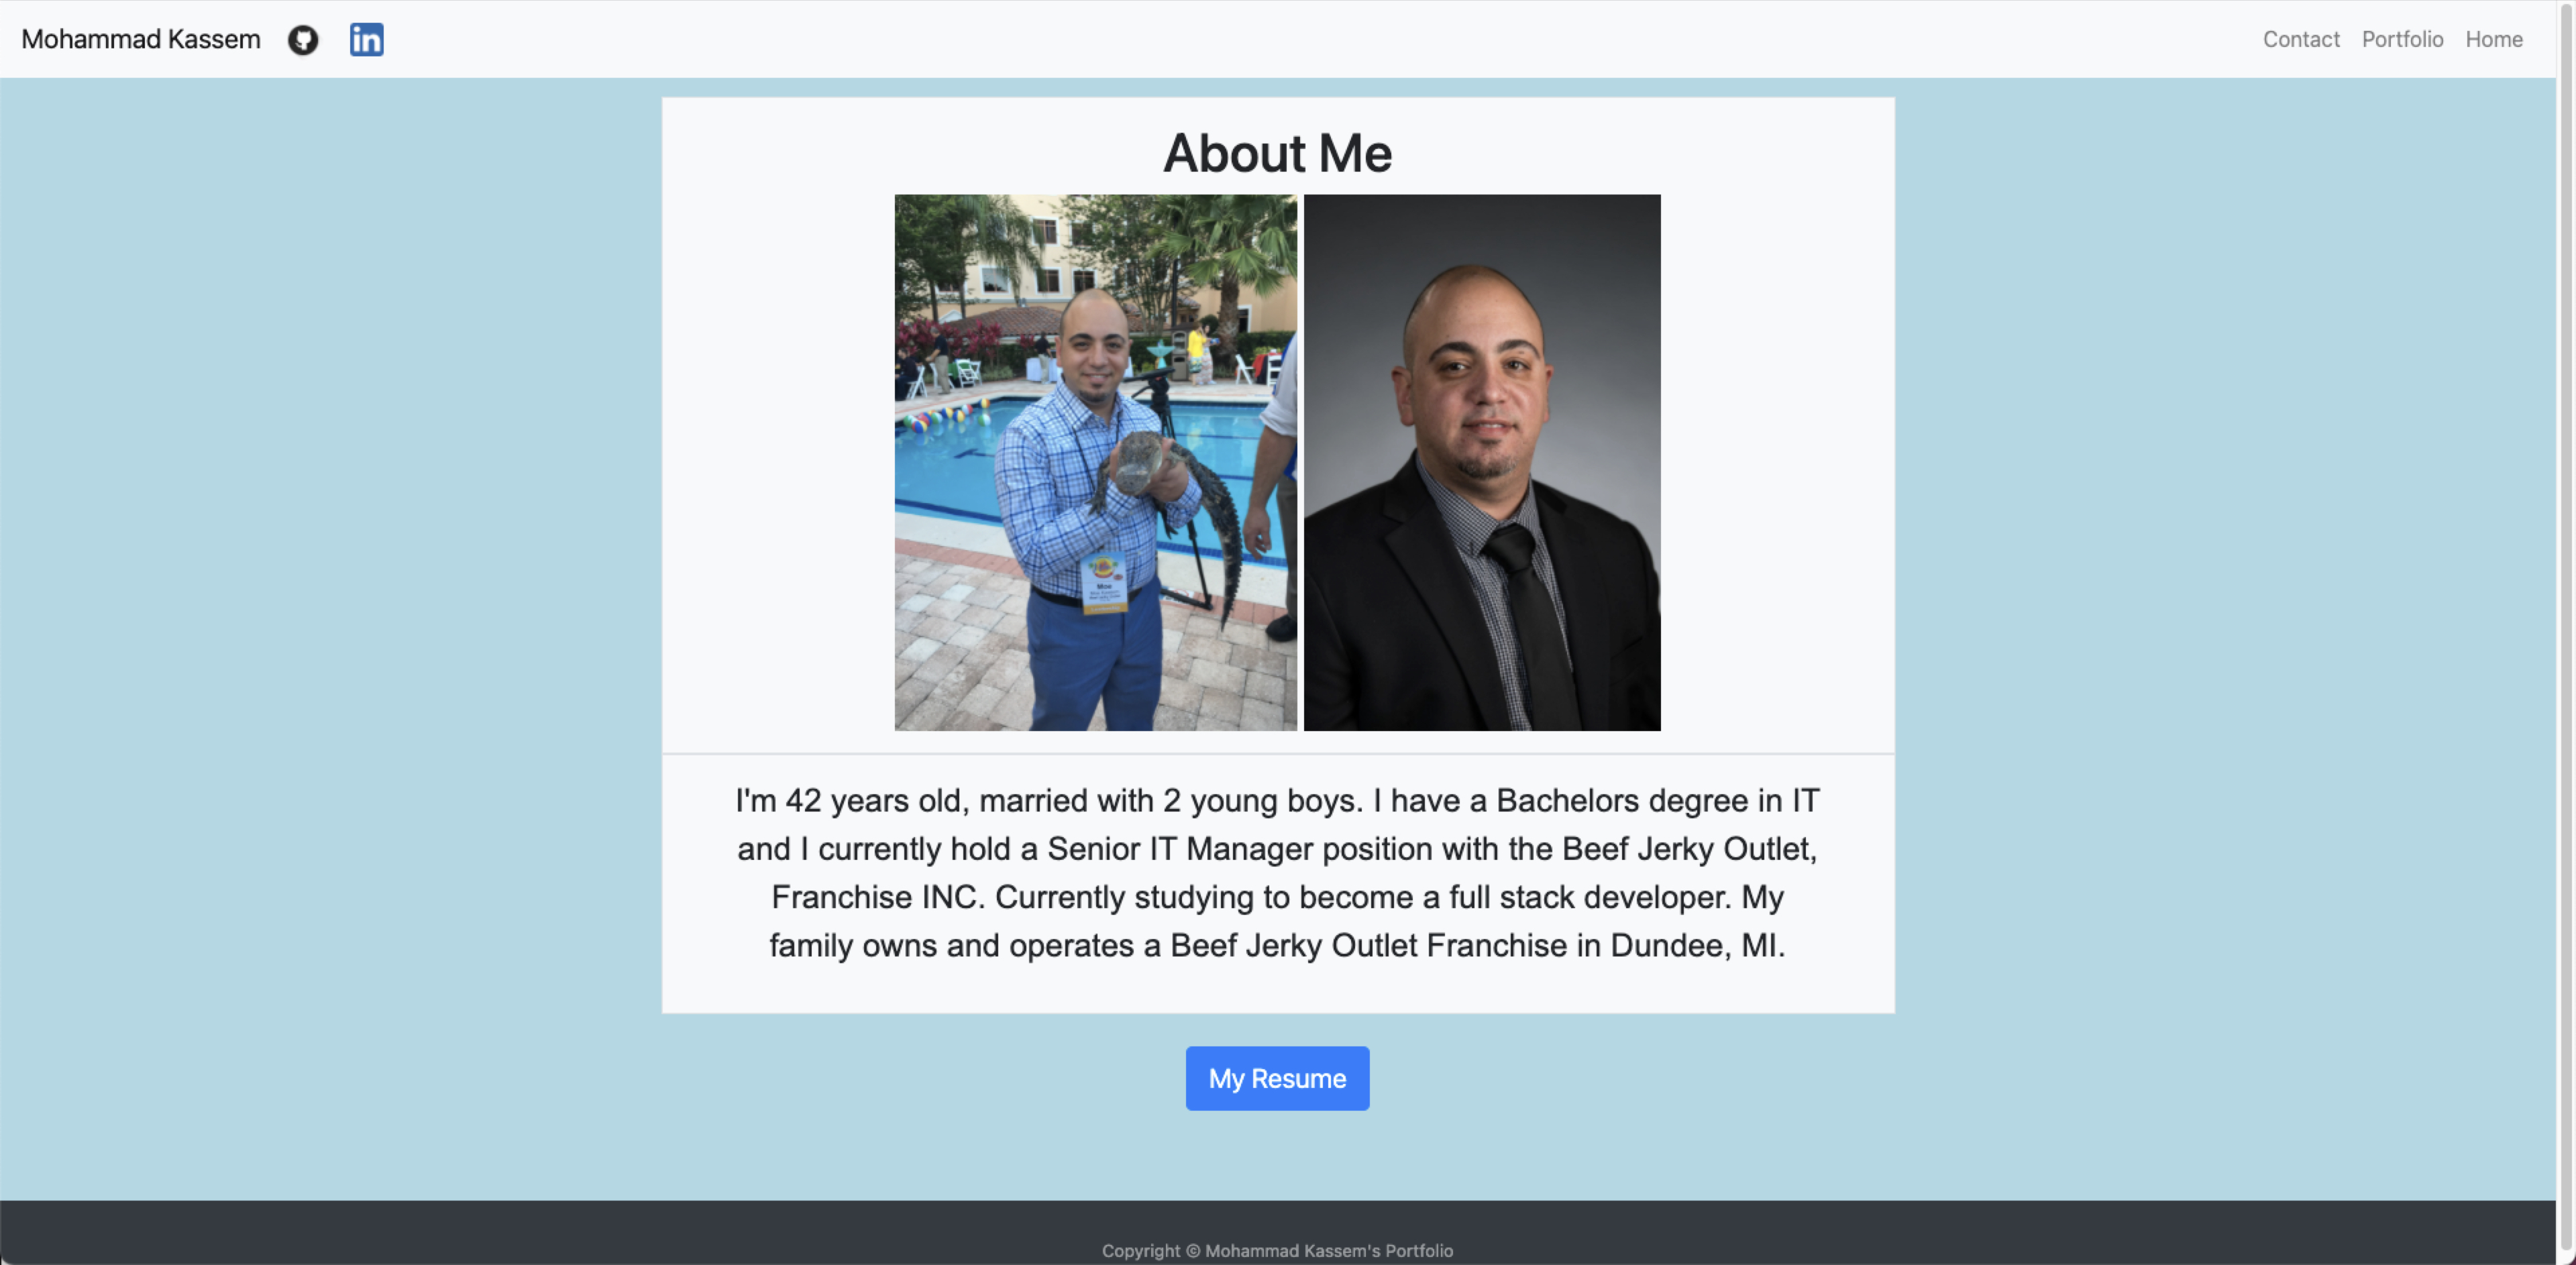 Mohammad Kassem
in
Contact Portfolio Home
About Me
Moe
I'm 42 years old, married with 2 young boys. I have a Bachelors degree in IT
and I currently hold a Senior IT Manager position with the Beef Jerky Outlet,
Franchise INC. Currently studying to become a full stack developer. My
family owns and operates a Beef Jerky Outlet Franchise in Dundee, MI.
My Resume
Copyright © Mohammad Kassem's Portfolio